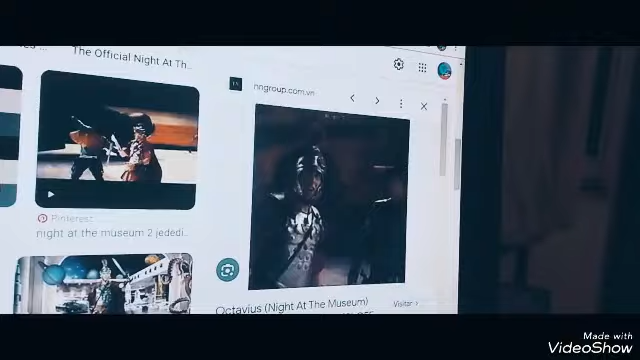 The Official Night At Th...
hngroup.com.vn
Pinterest
night at the museum 2 jededi...
Octavius (Night At The Museum)
Visitar >
Made with
VideoShow